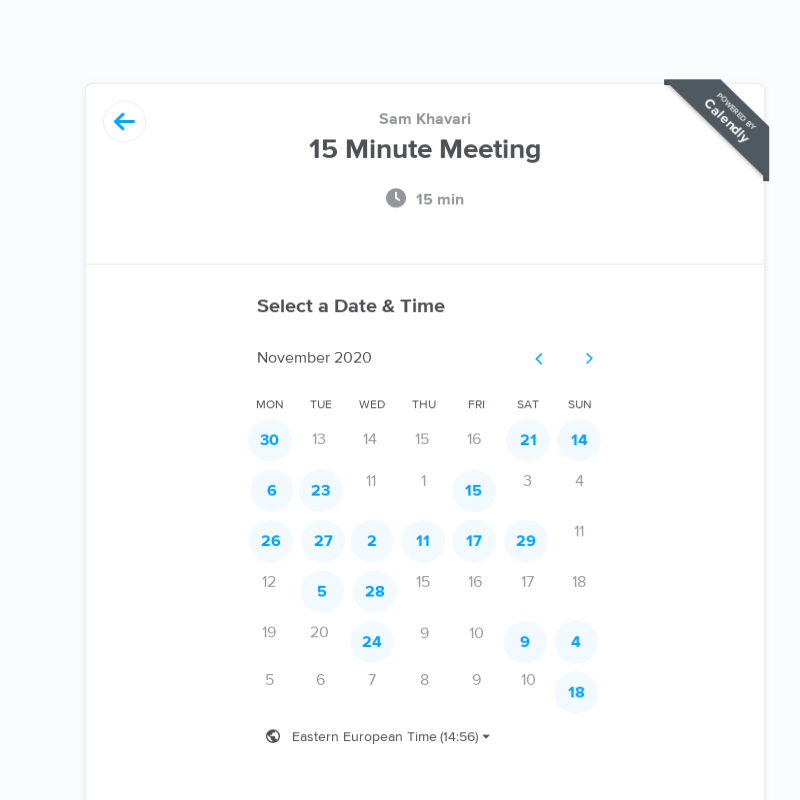 POWERED BY
Calendly
Sam Khavari
15 Minute Meeting
15 min
Select a Date & Time
November 2020
MON TUE WED THU FRI SAT SUN
30 13 14 15 16 21 14
6 23 11 1 15 3 4
26 27 2 11 17 29 11
12 5 28 15 16 17 18
19 20 24 9 10 9 4
5 6 7 8 9 10 18
Eastern European Time (14:56)